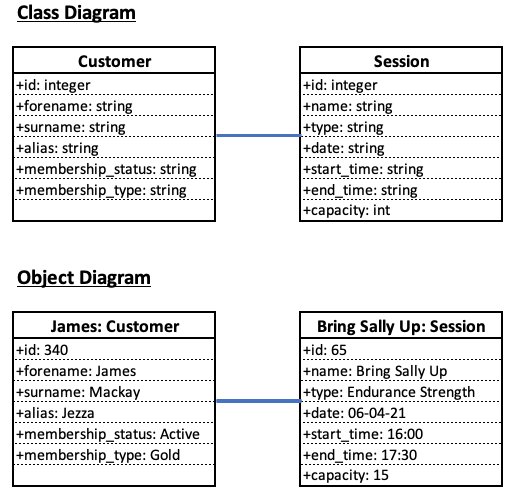 Class Diagram
Customer
+id: integer
+forename: string
+surname: string
+alias: string
+membership_status: string
+membership_type: string
Session
+id: integer
+name: string
+type: string
+date: string
+start_time: string
+end_time: string
+capacity: int
Object Diagram
James: Customer
+id: 340
+forename: James
+surname: Mackay
+alias: Jezza
+membership_status: Active
+membership_type: Gold
Bring Sally Up: Session
+id: 65
+name: Bring Sally Up
+type: Endurance Strength
+date: 06-04-21
+start_time: 16:00
+end_time: 17:30
+capacity: 15